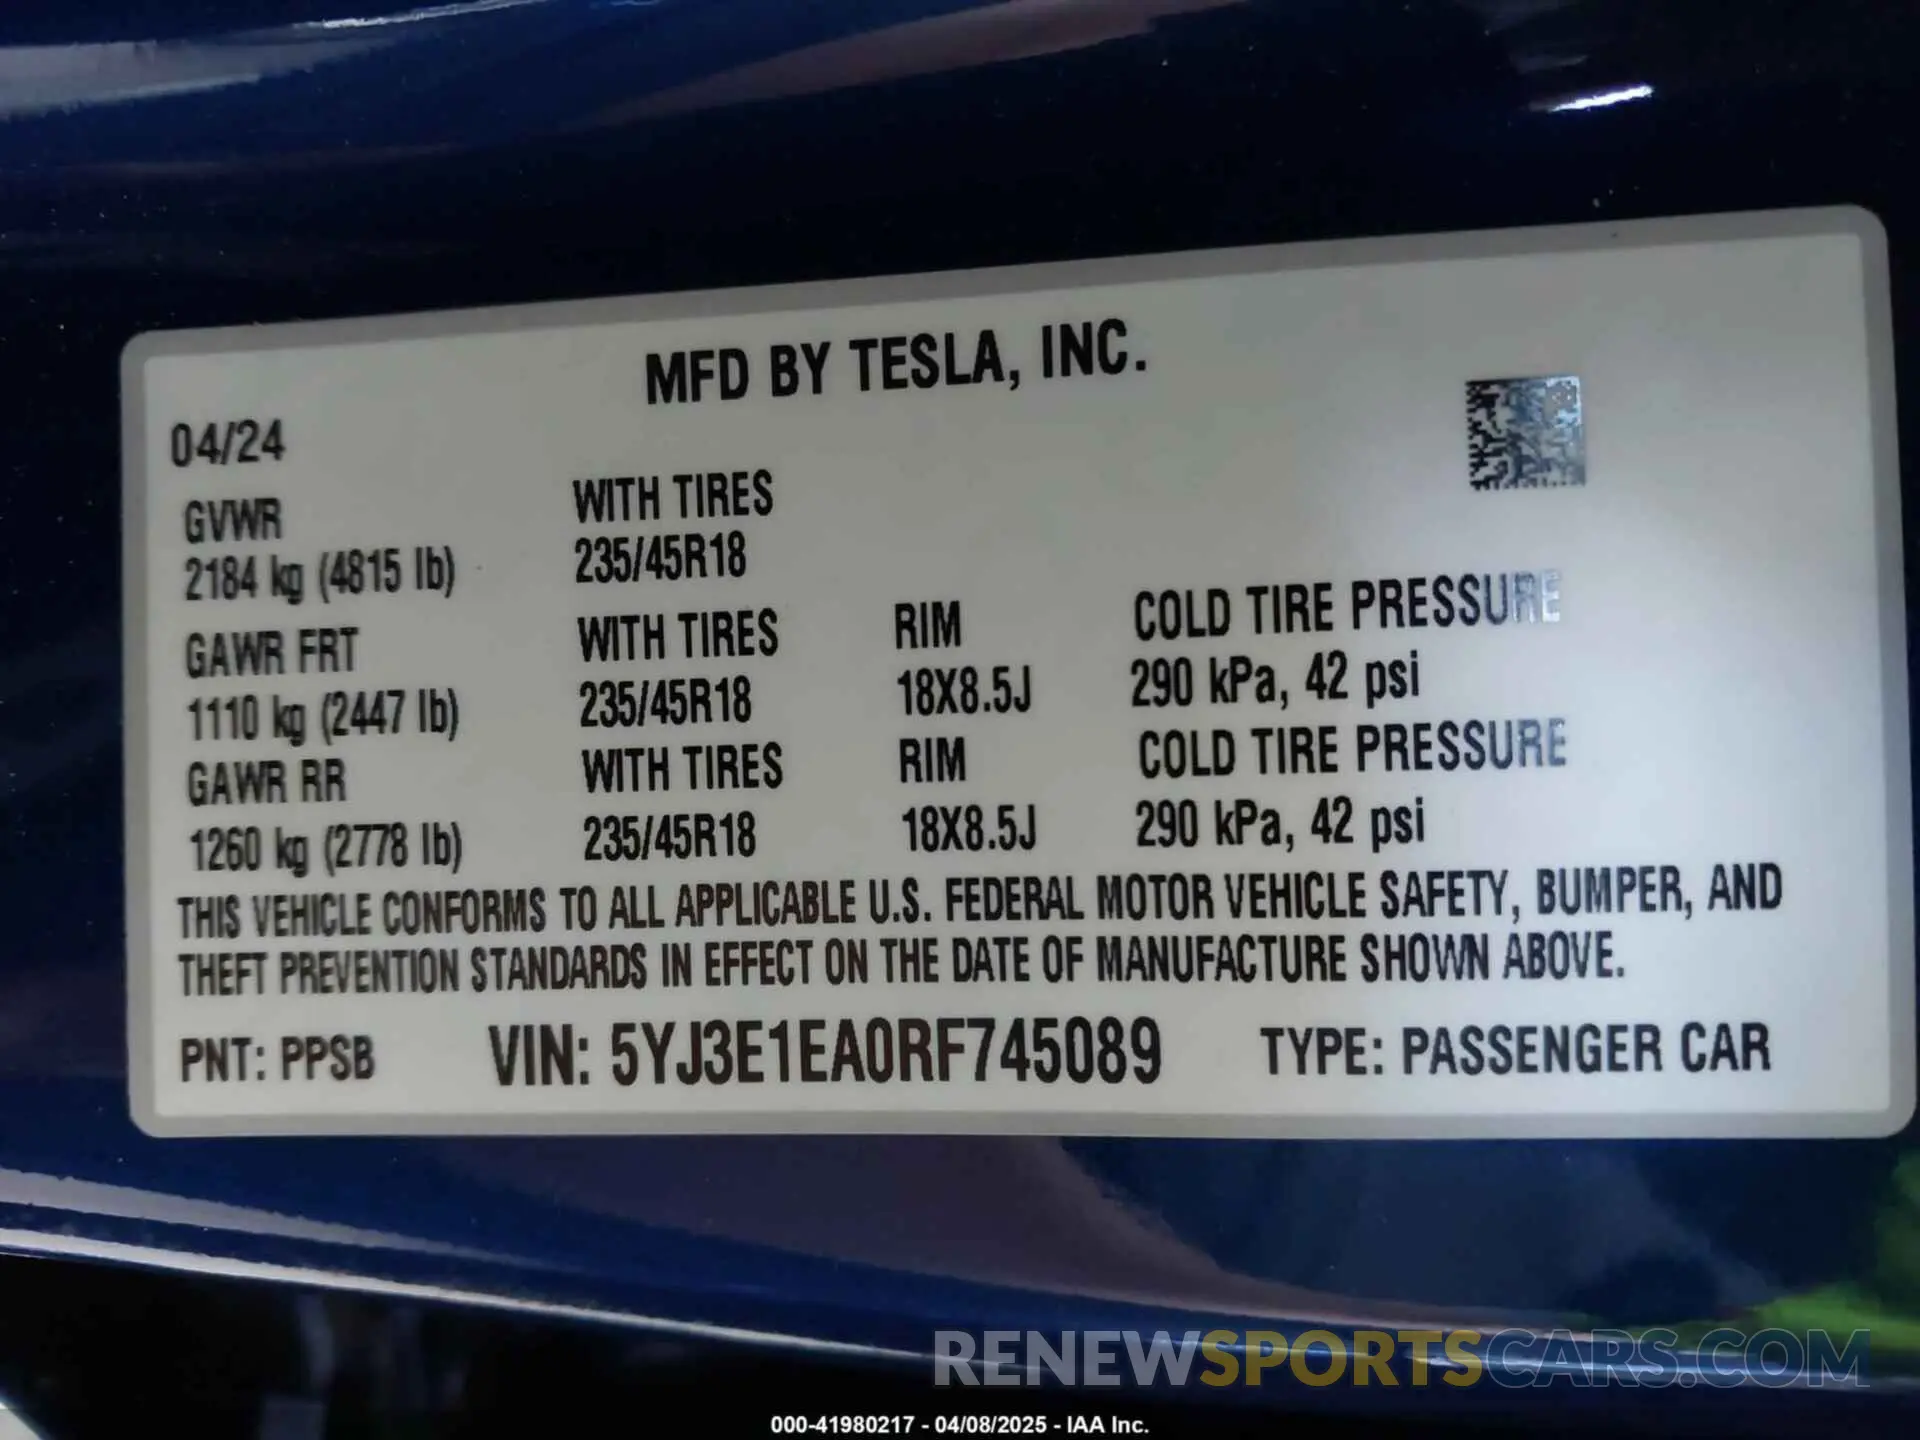 MFD BY TESLA, INC.
04/24
GVWR WITH TIRES
2184 kg (4815 lb) 235/45R18
GAWR FRT WITH TIRES RIM COLD TIRE PRESSURE
1110 kg (2447 lb) 235/45R18 18X8.5J 290 kPa, 42 psi
GAWR RR WITH TIRES RIM COLD TIRE PRESSURE
1260 kg (2778 lb) 235/45R18 18X8.5J 290 kPa, 42 psi
THIS VEHICLE CONFORMS TO ALL APPLICABLE U.S. FEDERAL MOTOR VEHICLE SAFETY, BUMPER, AND
THEFT PREVENTION STANDARDS IN EFFECT ON THE DATE OF MANUFACTURE SHOWN ABOVE.
PNT: PPSB VIN: 5YJ3E1EA0RF745089 TYPE: PASSENGER CAR
RENEWSPORTSCARS.COM
000-41980217 - 04/08/2025 - IAA Inc.